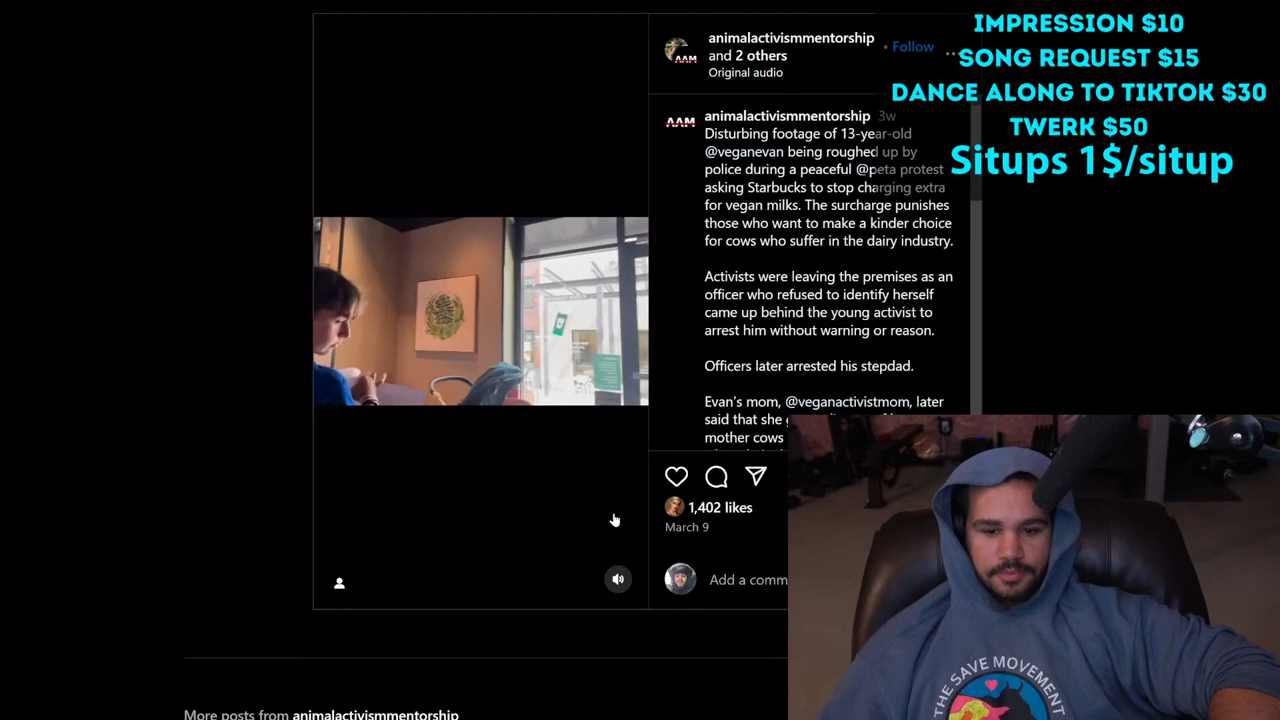 animalactivismmentorship
and 2 others
• Follow
...
Original audio
IMPRESSION $10
SONG REQUEST $15
DANCE ALONG TO TIKTOK $30
TWERK $50
Situps 1$/situp
AAM
AAM
animalactivismmentorship 3w
Disturbing footage of 13-year-old
@veganevan being roughed up by
police during a peaceful @peta protest
asking Starbucks to stop charging extra
for vegan milks. The surcharge punishes
those who want to make a kinder choice
for cows who suffer in the dairy industry.
Activists were leaving the premises as an
officer who refused to identify herself
came up behind the young activist to
arrest him without warning or reason.
Officers later arrested his stepdad.
Evan's mom, @veganactivistmom, later
said that she
mother cows
1,402 likes
March 9
Add a comm
THE SAVE MOVEMENT
More posts from animalactivismmentorship